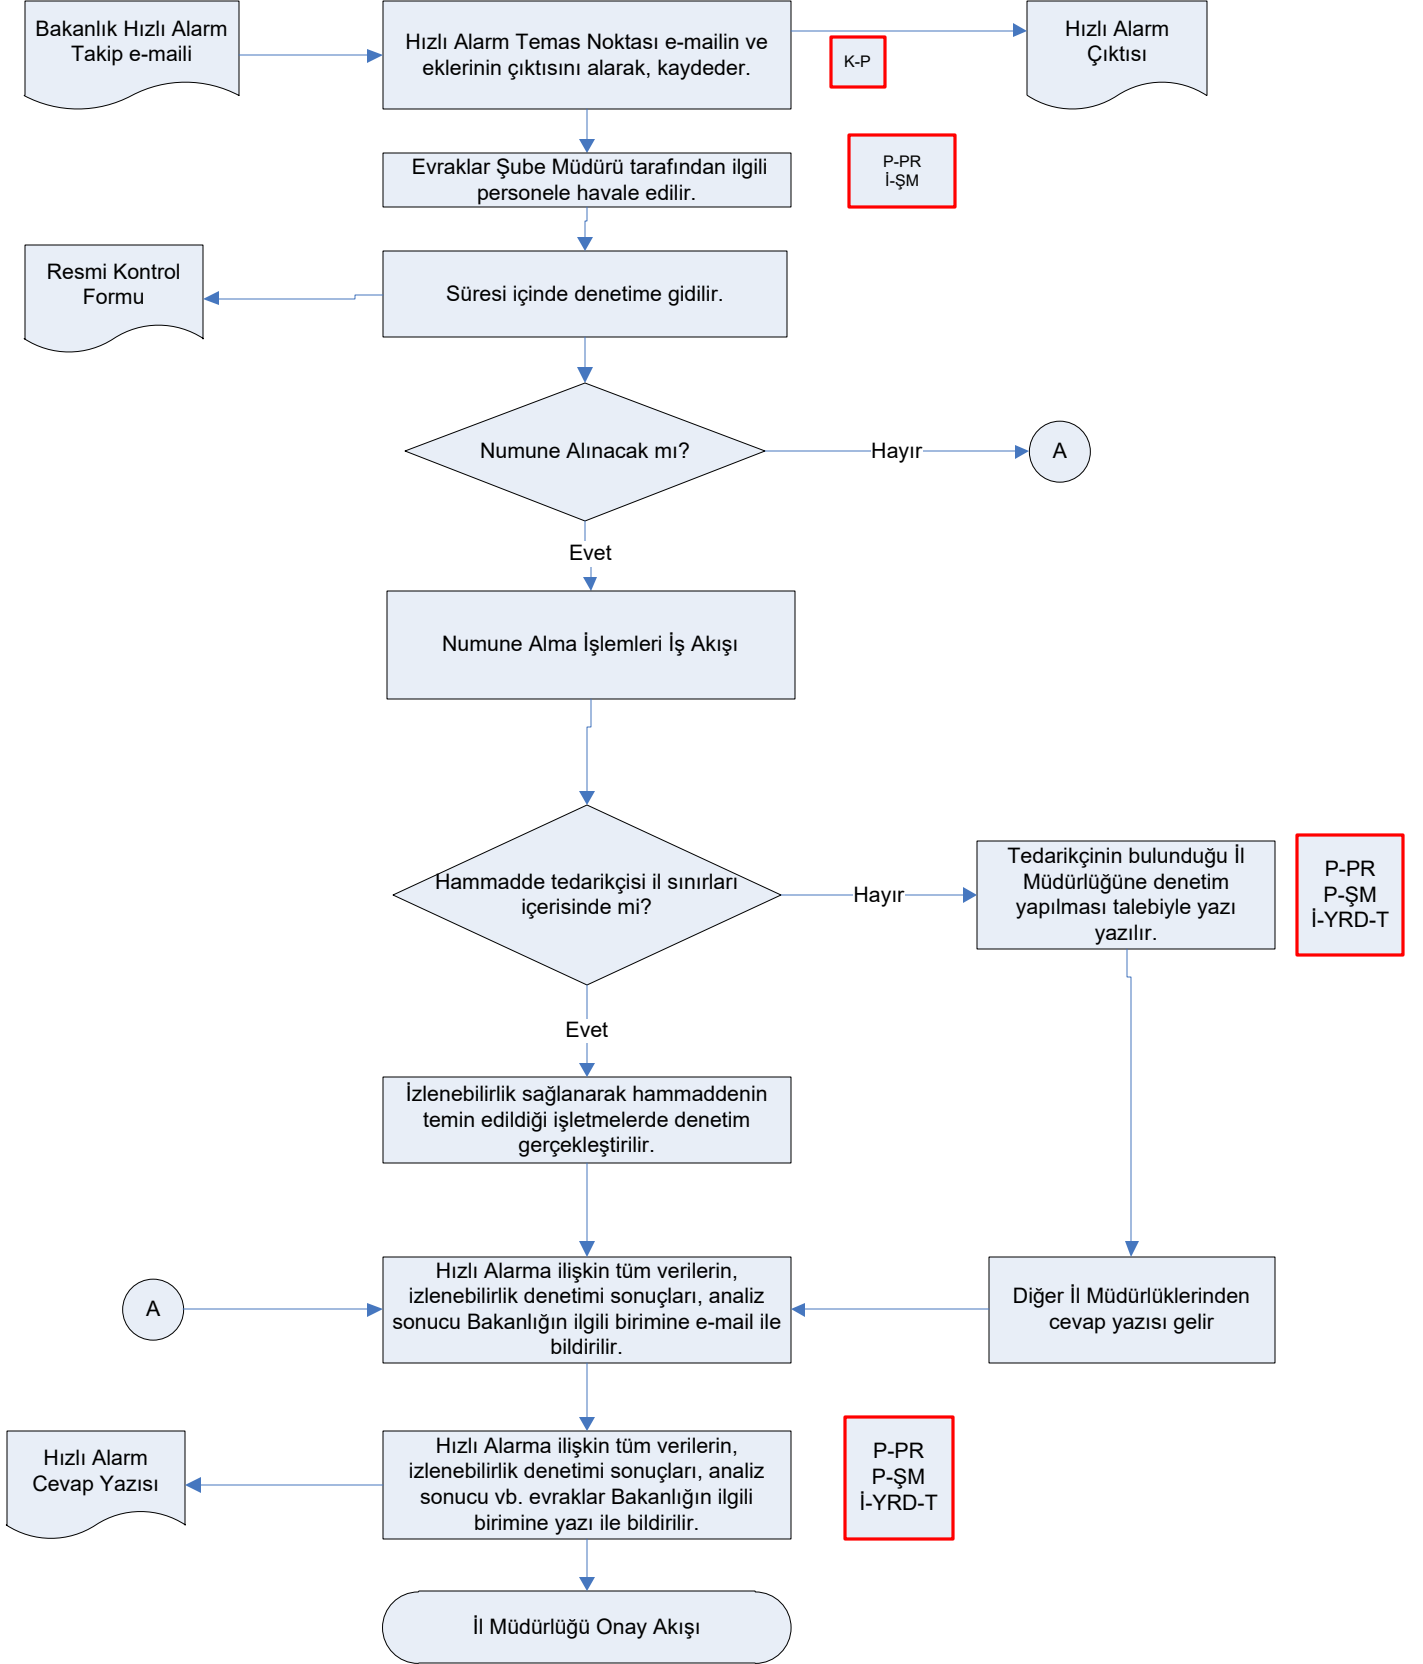 Bakanlık Hızlı Alarm
Takip e-maili
Hızlı Alarm Temas Noktası e-mailin ve
eklerinin çıktısını alarak, kaydeder.
K-P
Hızlı Alarm
Çıktısı
Evraklar Şube Müdürü tarafından ilgili
personele havale edilir.
P-PR
İ-ŞM
Resmi Kontrol
Formu
Süresi içinde denetime gidilir.
Numune Alınacak mı?
Hayır
A
Evet
Numune Alma İşlemleri İş Akışı
Hammadde tedarikçisi il sınırları
içerisinde mi?
Hayır
Tedarikçinin bulunduğu İl
Müdürlüğüne denetim
yapılması talebiyle yazı
yazılır.
P-PR
P-ŞM
İ-YRD-T
Evet
İzlenebilirlik sağlanarak hammaddenin
temin edildiği işletmelerde denetim
gerçekleştirilir.
A
Hızlı Alarma ilişkin tüm verilerin,
izlenebilirlik denetimi sonuçları, analiz
sonucu Bakanlığın ilgili birimine e-mail ile
bildirilir.
Diğer İl Müdürlüklerinden
cevap yazısı gelir
Hızlı Alarm
Cevap Yazısı
Hızlı Alarma ilişkin tüm verilerin,
izlenebilirlik denetimi sonuçları, analiz
sonucu vb. evraklar Bakanlığın ilgili
birimine yazı ile bildirilir.
P-PR
P-ŞM
İ-YRD-T
İl Müdürlüğü Onay Akışı